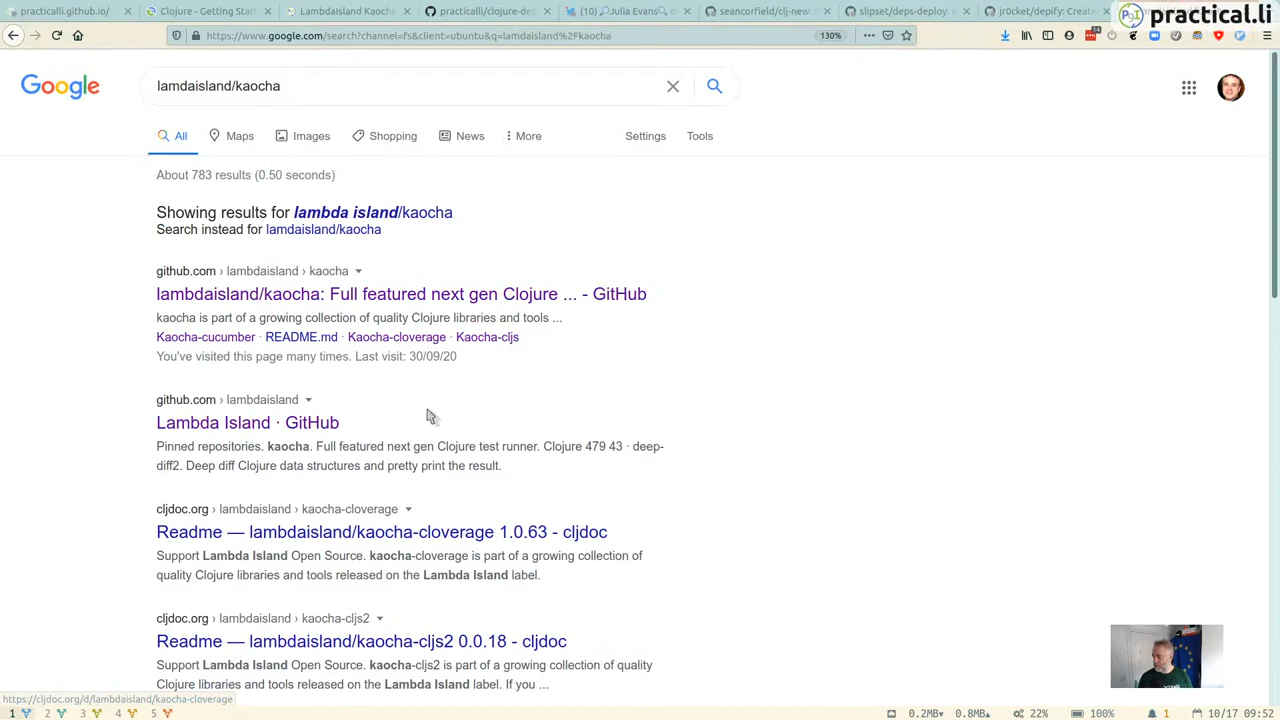 practicalli.github.io/
Clojure - Getting Star
LambdaIsland Kaocha
practicalli/clojure-dep
(10) Julia Evans
seancorfield/clj-new:
slipset/deps-deploy:
jr0cket/depify: Create
practical.li
https://www.google.com/search?channel=fs&client=ubuntu&q=lamdaisland%2Fkaocha
130%
14
Google
lamdaisland/kaocha
All
Maps
Images
Shopping
News
More
Settings
Tools
About 783 results (0.50 seconds)
Showing results for lambda island/kaocha
Search instead for lamdaisland/kaocha
github.com › lambdaisland › kaocha
lambdaisland/kaocha: Full featured next gen Clojure ... - GitHub
kaocha is part of a growing collection of quality Clojure libraries and tools ...
Kaocha-cucumber · README.md · Kaocha-cloverage · Kaocha-cljs
You've visited this page many times. Last visit: 30/09/20
github.com › lambdaisland
Lambda Island · GitHub
Pinned repositories. kaocha. Full featured next gen Clojure test runner. Clojure 479 43 · deep-
diff2. Deep diff Clojure data structures and pretty print the result.
cljdoc.org › lambdaisland › kaocha-cloverage
Readme — lambdaisland/kaocha-cloverage 1.0.63 - cljdoc
Support Lambda Island Open Source. kaocha-cloverage is part of a growing collection of
quality Clojure libraries and tools released on the Lambda Island label.
cljdoc.org › lambdaisland › kaocha-cljs2
Readme — lambdaisland/kaocha-cljs2 0.0.18 - cljdoc
Support Lambda Island Open Source. kaocha-cljs2 is part of a growing collection of quality
Clojure libraries and tools released on the Lambda Island label. If you ...
https://cljdoc.org/d/lambdaisland/kaocha-cloverage
1 2 3 4 5
0.2MB 0.8MB 22% 100% 1 10/17 09:52